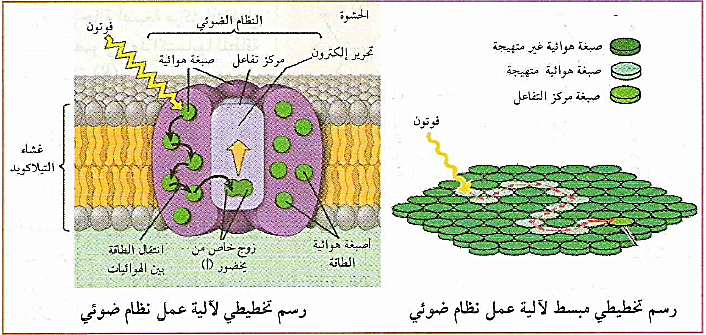 الحشوة
النظام الضوئي
فوتون
صبغة هوائية
مركز تفاعل
تحرير إلكترون
غشاء
التيلاكويد
انتقال الطاقة
بين الهوائيات
زوج خاص من
يخضور (أ)
أصبغة هوائية
الطاقة
رسم تخطيطي لآلية عمل نظام ضوئي
صبغة هوائية غير متهيجة
صبغة هوائية متهيجة
صبغة مركز التفاعل
فوتون
رسم تخطيطي مبسط لآلية عمل نظام ضوئي